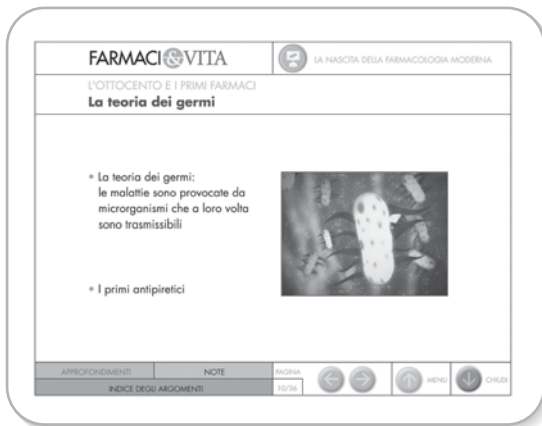 FARMACI&VITA
LA NASCITA DELLA FARMACOLOGIA MODERNA
L'OTTOCENTO E I PRIMI FARMACI
La teoria dei germi
• La teoria dei germi:
le malattie sono provocate da
microrganismi che a loro volta
sono trasmissibili
• I primi antipiretici
APPROFONDIMENTI
NOTE
PAGINA
INDICE DEGLI ARGOMENTI
10/36
MENU
CHIUDI